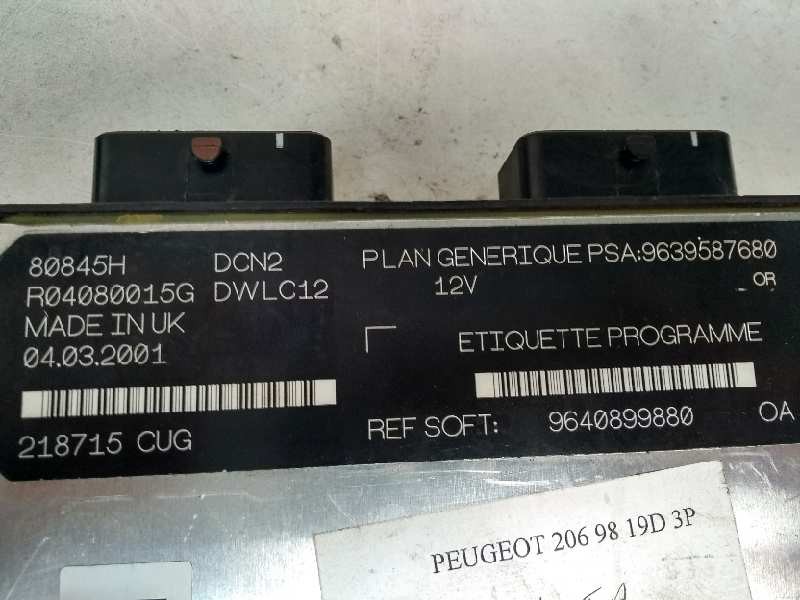 80845H DCN2 PLAN GENERIQUE PSA:9639587680
R04080015G DWLC12 12V OR
MADE IN UK
04.03.2001 ETIQUETTE PROGRAMME
218715 CUG REF SOFT: 9640899880 OA
PEUGEOT 206 98 19D 3P